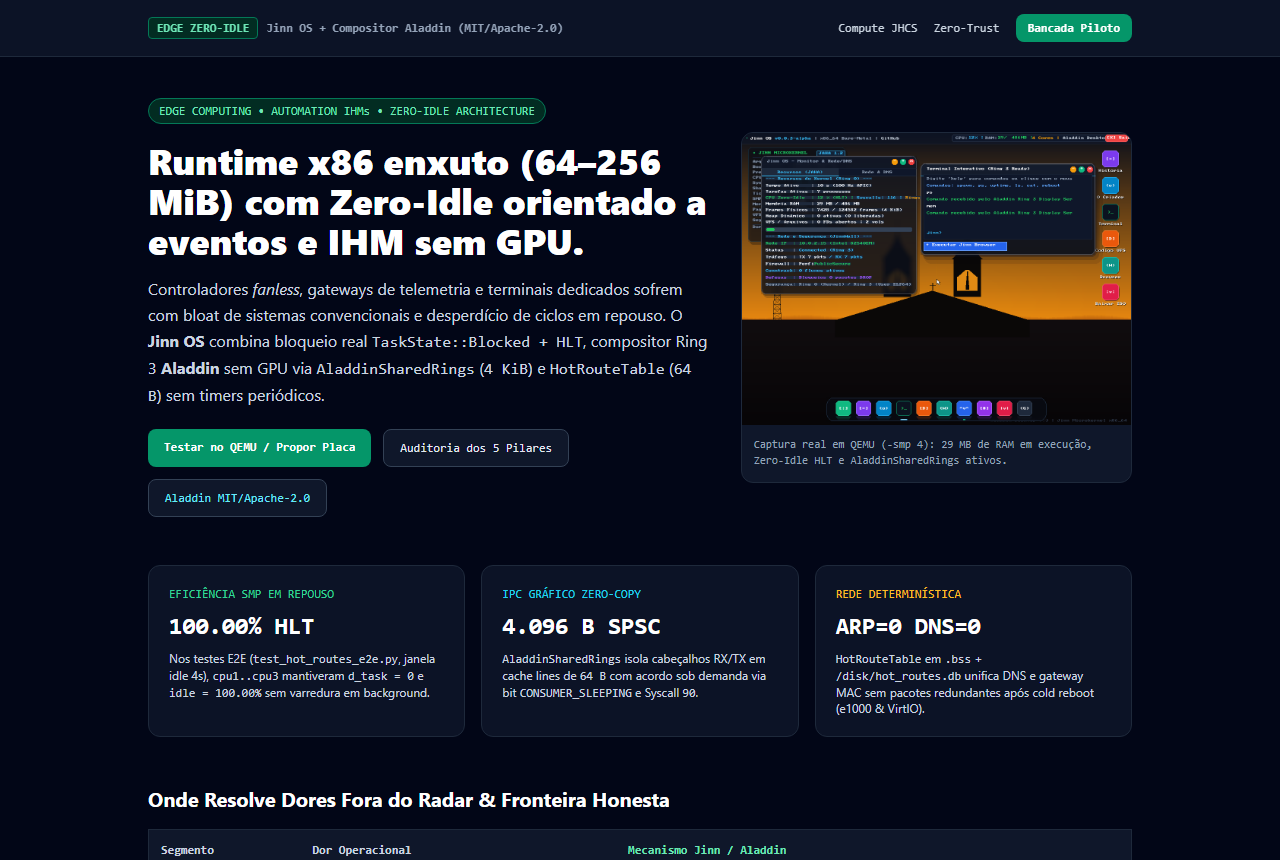 EDGE ZERO-IDLE Jinn OS + Compositor Aladdin (MIT/Apache-2.0) Compute JHCS Zero-Trust Bancada Piloto
EDGE COMPUTING • AUTOMATION IHMs • ZERO-IDLE ARCHITECTURE
Runtime x86 enxuto (64–256
MiB) com Zero-Idle orientado a
eventos e IHM sem GPU.
Controladores fanless, gateways de telemetria e terminais dedicados sofrem
com bloat de sistemas convencionais e desperdício de ciclos em repouso. O
Jinn OS combina bloqueio real TaskState::Blocked + HLT, compositor Ring
3 Aladdin sem GPU via AladdinSharedRings (4 KiB) e HotRouteTable (64
B) sem timers periódicos.
Testar no QEMU / Propor Placa
Auditoria dos 5 Pilares
Aladdin MIT/Apache-2.0
Terminal Interativo (Ring 3 Nativo)
Captura real em QEMU (-smp 4): 29 MB de RAM em execução,
Zero-Idle HLT e AladdinSharedRings ativos.
EFICIÊNCIA SMP EM REPOUSO
100.00% HLT
Nos testes E2E (test_hot_routes_e2e.py, janela
idle 4s), cpu1..cpu3 mantiveram d_task = 0 e
idle = 100.00% sem varredura em background.
IPC GRÁFICO ZERO-COPY
4.096 B SPSC
AladdinSharedRings isola cabeçalhos RX/TX em
cache lines de 64 B com acordo sob demanda via
bit CONSUMER_SLEEPING e Syscall 90.
REDE DETERMINÍSTICA
ARP=0 DNS=0
HotRouteTable em .bss +
/disk/hot_routes.db unifica DNS e gateway
MAC sem pacotes redundantes após cold reboot
(e1000 & VirtIO).
Onde Resolve Dores Fora do Radar & Fronteira Honesta
Segmento Dor Operacional Mecanismo Jinn / Aladdin